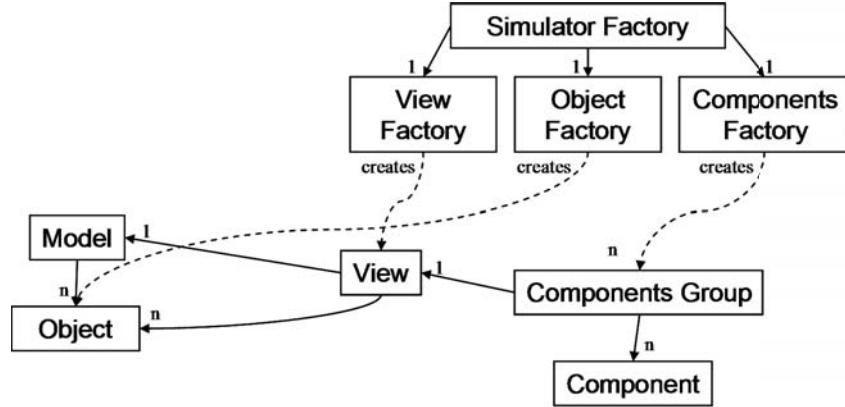 Simulator Factory
1
1
1
View
Factory
Object
Factory
Components
Factory
creates
creates
creates
Model
1
n
View
1
n
Components Group
n
Object
n
n
Component